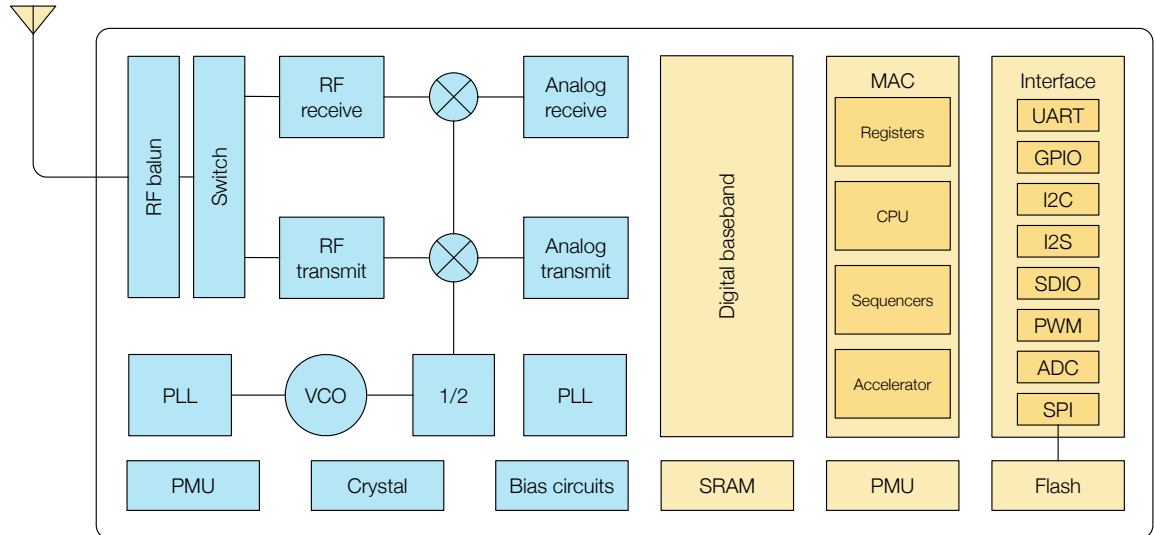 RF balun
Switch
RF
receive
Analog
receive
RF
transmit
Analog
transmit
PLL
VCO
1/2
PLL
PMU
Crystal
Bias circuits
Digital baseband
SRAM
MAC
Registers
CPU
Sequencers
Accelerator
PMU
Interface
UART
GPIO
I2C
I2S
SDIO
PWM
ADC
SPI
Flash